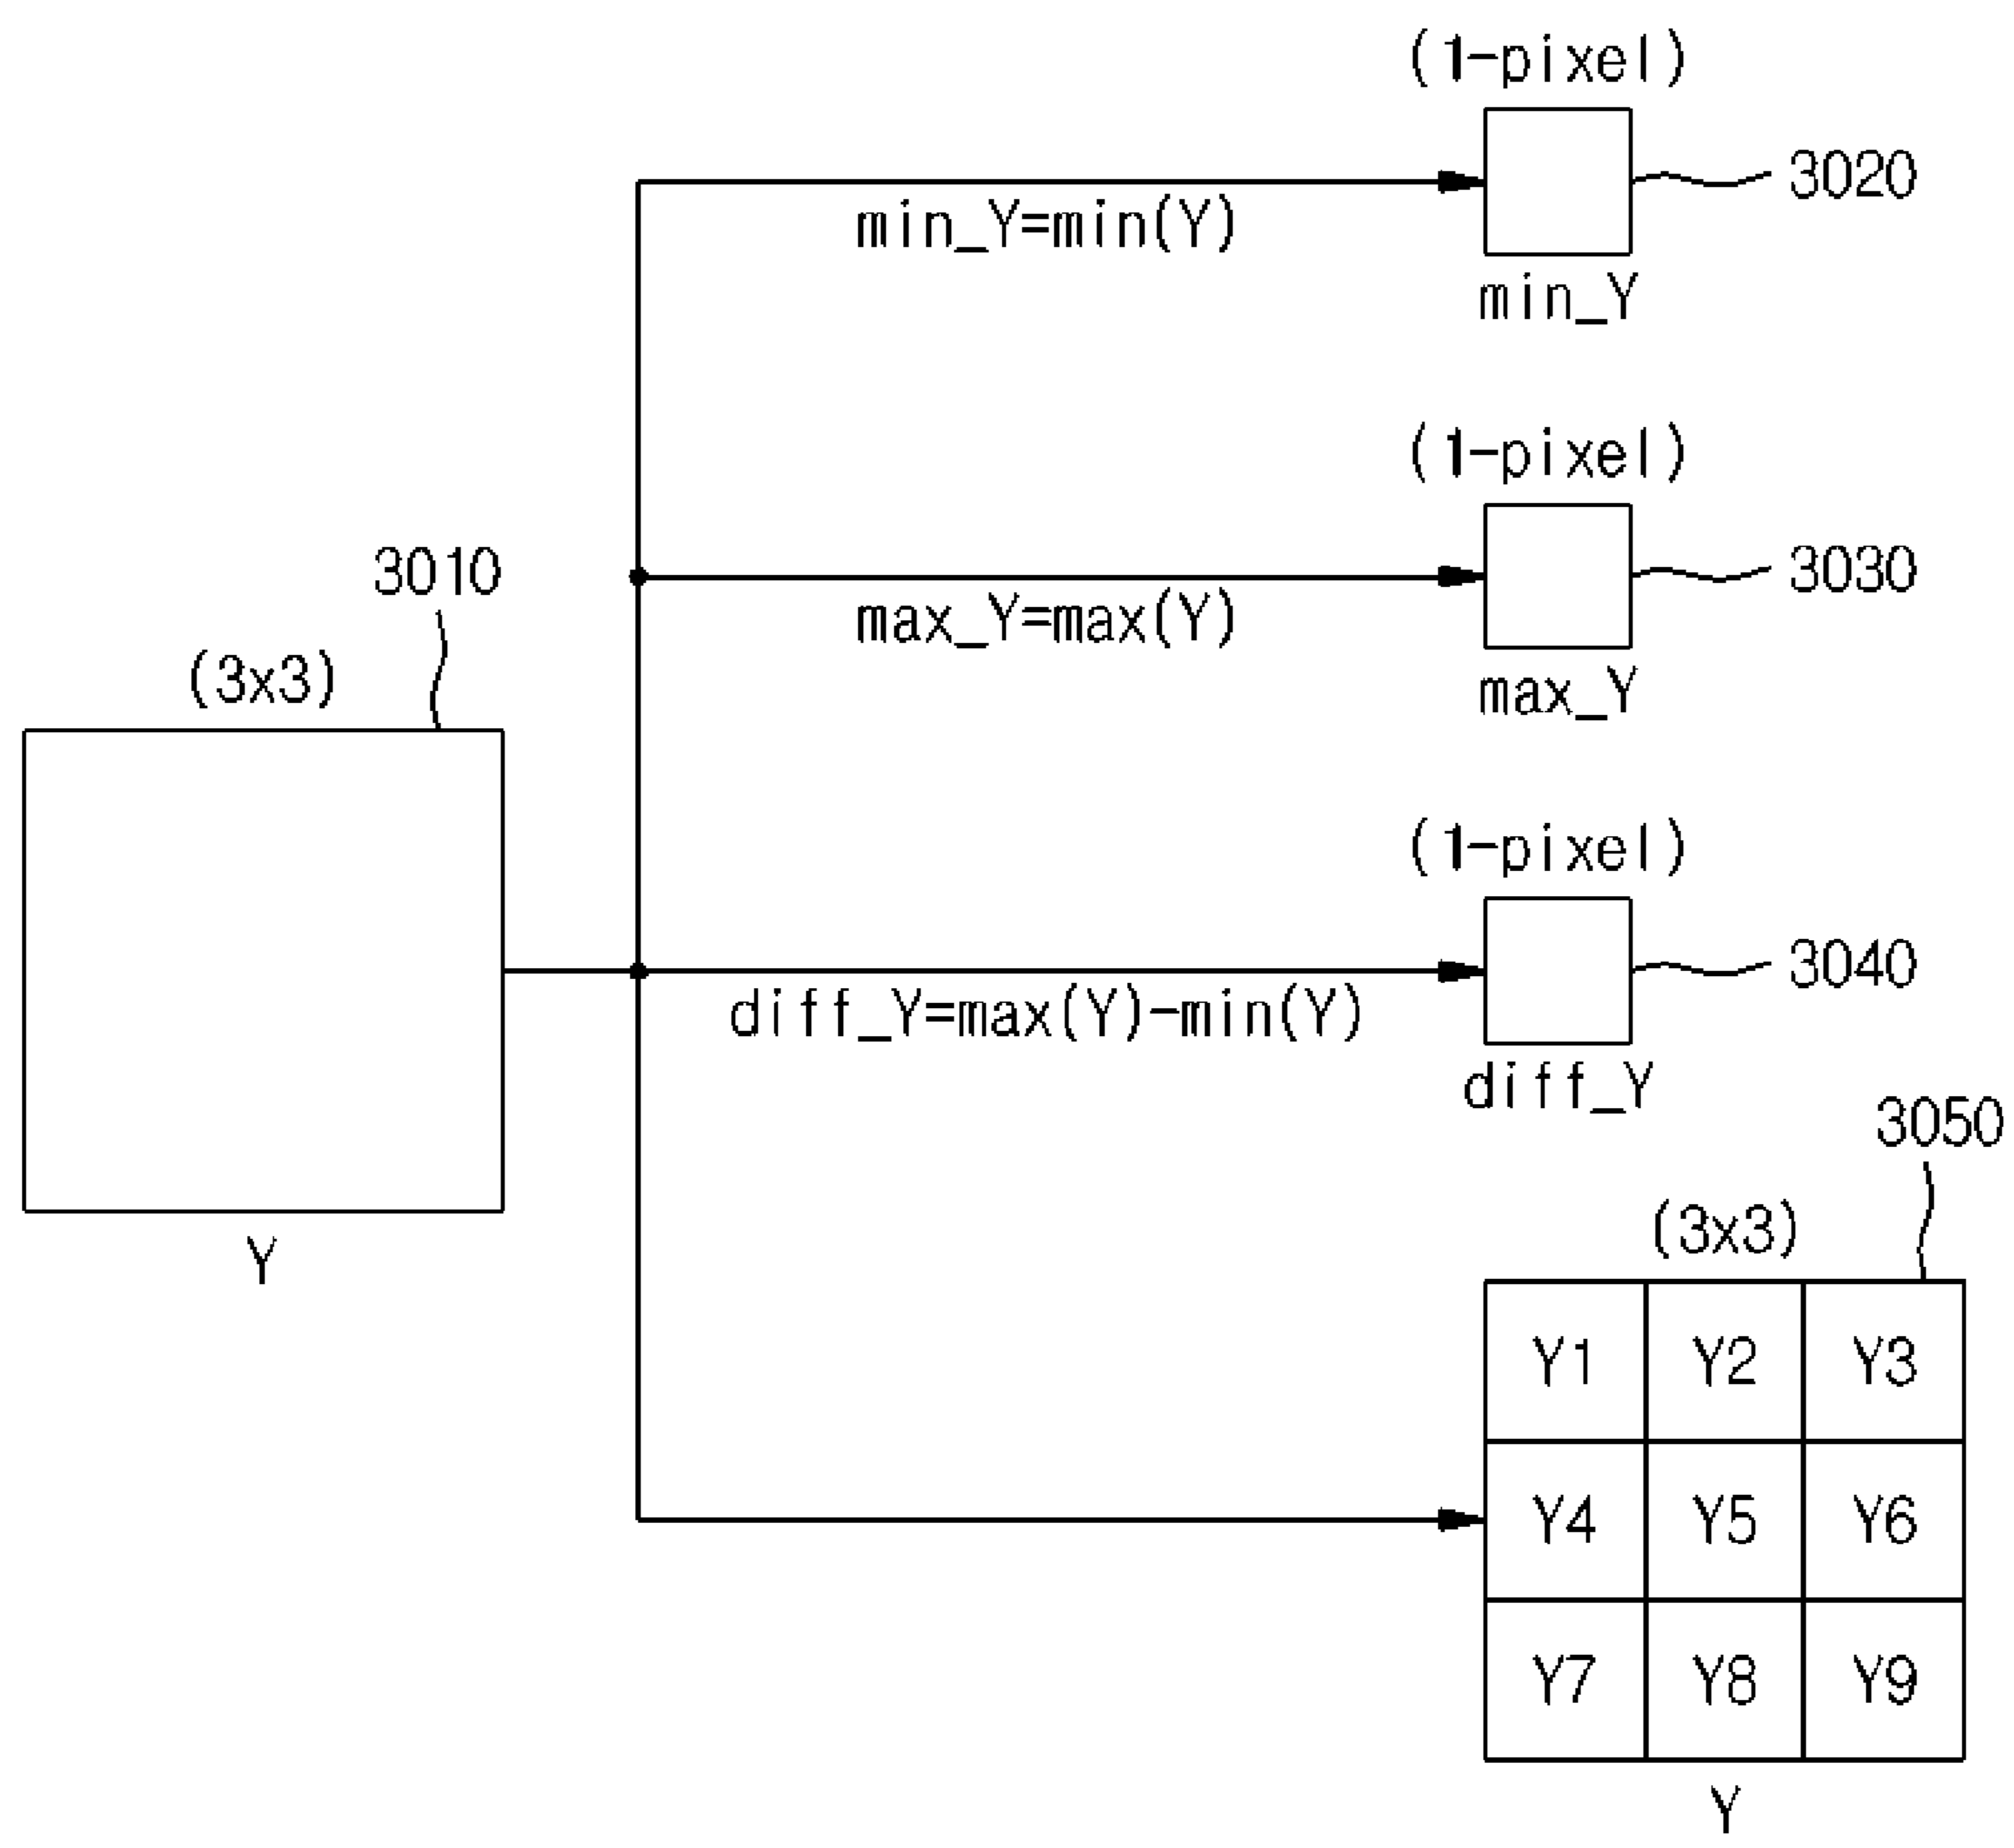 (1-pixel)
3020
min_Y=min(Y)
min_Y
(1-pixel)
3030
max_Y=max(Y)
max_Y
3010
(3x3)
Y
(1-pixel)
3040
diff_Y=max(Y)-min(Y)
diff_Y
3050
(3x3)
Y1 Y2 Y3
Y4 Y5 Y6
Y7 Y8 Y9
Y